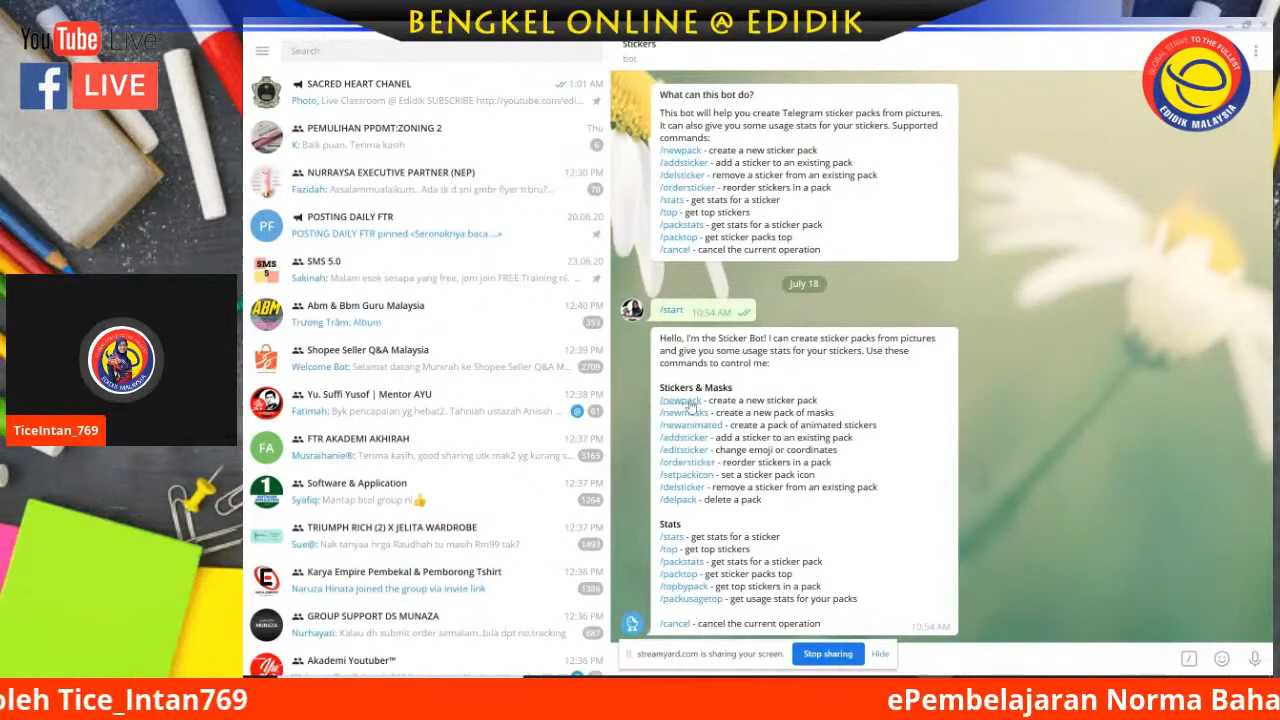 BENGKEL ONLINE @ EDIDIK
YouTube Live
f LIVE
GLOBAL STRIVE TO THE FULLEST
EDIDIK MALAYSIA
TiceIntan_769
Search
SACRED HEART CHANEL
1:01 AM
Photo, Live Classroom @ Edidik SUBSCRIBE http://youtube.com/edi...
PEMULIHAN PPDMT:ZONING 2
Thu
K: Baik puan. Terima kasih
6
NURRAYSA EXECUTIVE PARTNER (NEP)
12:30 PM
Fazidah: Assalammualaikum.. Ada tk d sni gmbr flyer trbru?...
70
PF
POSTING DAILY FTR
20.06.20
POSTING DAILY FTR pinned «Seronoknya baca ...»
SMS 5
SMS 5.0
23.06.20
Sakinah: Malam esok sesapa yang free, jom join FREE Training ni. ...
ABM
Abm & Bbm Guru Malaysia
12:40 PM
Trương Trâm: Album
353
Shopee Seller Q&A Malaysia
12:39 PM
Welcome Bot: Selamat datang Munirah ke Shopee Seller Q&A M...
2709
Yu. Suffi Yusof | Mentor AYU
12:38 PM
Fatimah: Byk pencapaian yg hebat2. Tahniah ustazah Anisah ...
@ 61
FA
FTR AKADEMI AKHIRAH
12:37 PM
Musraihanie®: Terima kasih, good sharing utk mak2 yg kurang s...
3165
1
Software & Application
12:37 PM
Syafiq: Mantap btol group ni👍
1264
TRIUMPH RICH (2) X JELITA WARDROBE
12:37 PM
Sue@: Nak tanyaa hrga Raudhah tu masih Rm99 tak?
1493
Karya Empire Pembekal & Pemborong Tshirt
12:36 PM
Naruza Hinata joined the group via invite link
1386
MUNAZA
GROUP SUPPORT DS MUNAZA
12:36 PM
Nurhayati: Kalau dh submit order semalam..bila dpt no.tracking
687
Akademi Youtuber™
12:36 PM
Stickers
bot
What can this bot do?
This bot will help you create Telegram sticker packs from pictures.
It can also give you some usage stats for your stickers. Supported
commands:
/newpack - create a new sticker pack
/addsticker - add a sticker to an existing pack
/delsticker - remove a sticker from an existing pack
/ordersticker - reorder stickers in a pack
/stats - get stats for a sticker
/top - get top stickers
/packstats - get stats for a sticker pack
/packtop - get sticker packs top
/cancel - cancel the current operation
July 18
/start 10:54 AM
Hello, I'm the Sticker Bot! I can create sticker packs from pictures
and give you some usage stats for your stickers. Use these
commands to control me:
Stickers & Masks
/newpack - create a new sticker pack
/newmasks - create a new pack of masks
/newanimated - create a pack of animated stickers
/addsticker - add a sticker to an existing pack
/editsticker - change emoji or coordinates
/ordersticker - reorder stickers in a pack
/setpackicon - set a sticker pack icon
/delsticker - remove a sticker from an existing pack
/delpack - delete a pack
Stats
/stats - get stats for a sticker
/top - get top stickers
/packstats - get stats for a sticker pack
/packtop - get sticker packs top
/topbypack - get top stickers in a pack
/packusagetop - get usage stats for your packs
/cancel - cancel the current operation
10:54 AM
streamyard.com is sharing your screen. Stop sharing Hide
oleh Tice_Intan769
ePembelajaran Norma Baha